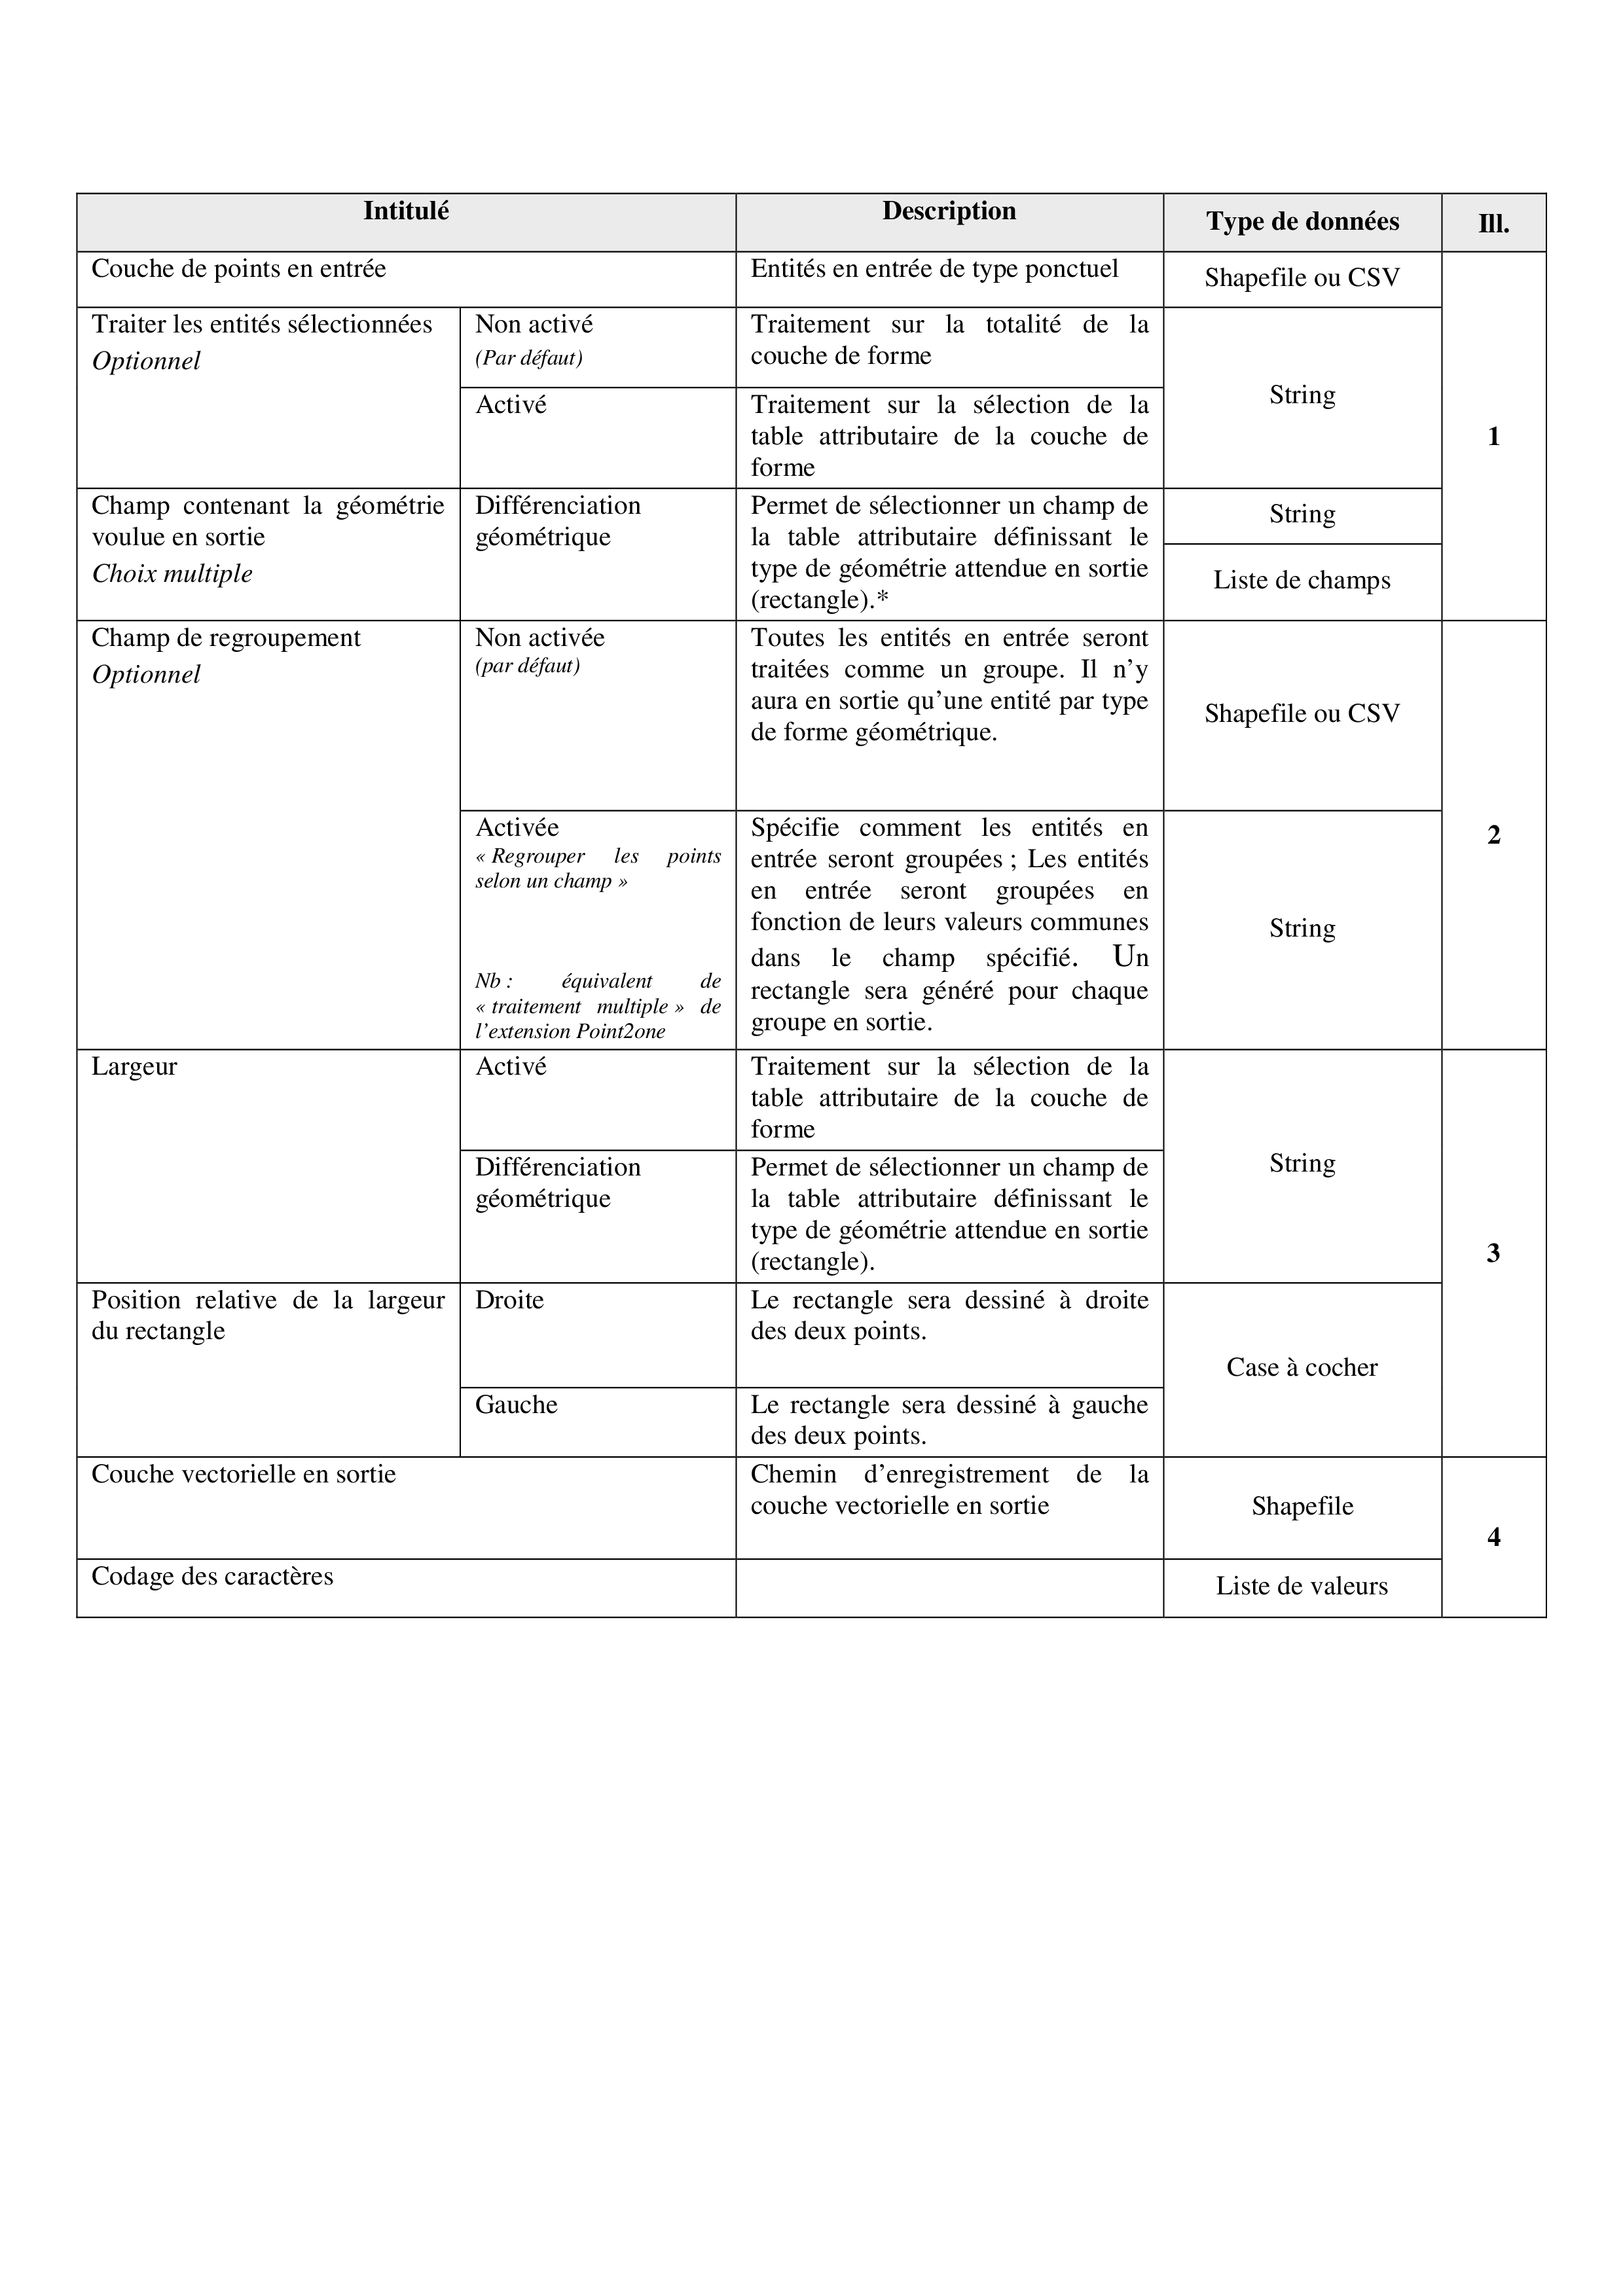 Intitulé
Description
Type de données
Ill.
Couche de points en entrée
Entités en entrée de type ponctuel
Shapefile ou CSV
1
Traiter les entités sélectionnées
Optionnel
Non activé
(Par défaut)
Traitement sur la totalité de la
couche de forme
String
Activé
Traitement sur la sélection de la
table attributaire de la couche de
forme
Champ contenant la géométrie
voulue en sortie
Choix multiple
Différenciation
géométrique
Permet de sélectionner un champ de
la table attributaire définissant le
type de géométrie attendue en sortie
(rectangle).*
String
Liste de champs
Champ de regroupement
Optionnel
Non activée
(par défaut)
Toutes les entités en entrée seront
traitées comme un groupe. Il n’y
aura en sortie qu’une entité par type
de forme géométrique.
Shapefile ou CSV
2
Activée
« Regrouper les points
selon un champ »
Nb : équivalent de
« traitement multiple » de
l’extension Point2one
Spécifie comment les entités en
entrée seront groupées ; Les entités
en entrée seront groupées en
fonction de leurs valeurs communes
dans le champ spécifié. Un
rectangle sera généré pour chaque
groupe en sortie.
String
Largeur
Activé
Traitement sur la sélection de la
table attributaire de la couche de
forme
String
3
Différenciation
géométrique
Permet de sélectionner un champ de
la table attributaire définissant le
type de géométrie attendue en sortie
(rectangle).
Position relative de la largeur
du rectangle
Droite
Le rectangle sera dessiné à droite
des deux points.
Case à cocher
Gauche
Le rectangle sera dessiné à gauche
des deux points.
Couche vectorielle en sortie
Chemin d’enregistrement de la
couche vectorielle en sortie
Shapefile
4
Codage des caractères
Liste de valeurs